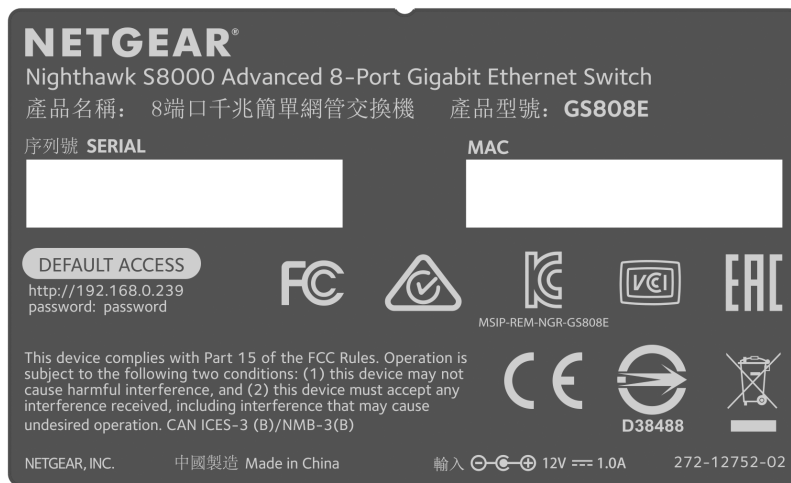 NETGEAR®
Nighthawk S8000 Advanced 8-Port Gigabit Ethernet Switch
產品名稱： 8端口千兆簡單網管交換機 產品型號：GS808E
序列號 SERIAL MAC
DEFAULT ACCESS
http://192.168.0.239
password: password
FC
VCI
EAC
MSIP-REM-NGR-GS808E
This device complies with Part 15 of the FCC Rules. Operation is
subject to the following two conditions: (1) this device may not
cause harmful interference, and (2) this device must accept any
interference received, including interference that may cause
undesired operation. CAN ICES-3 (B)/NMB-3(B)
CE
D38488
NETGEAR, INC. 中國製造 Made in China 輸入 12V 1.0A 272-12752-02